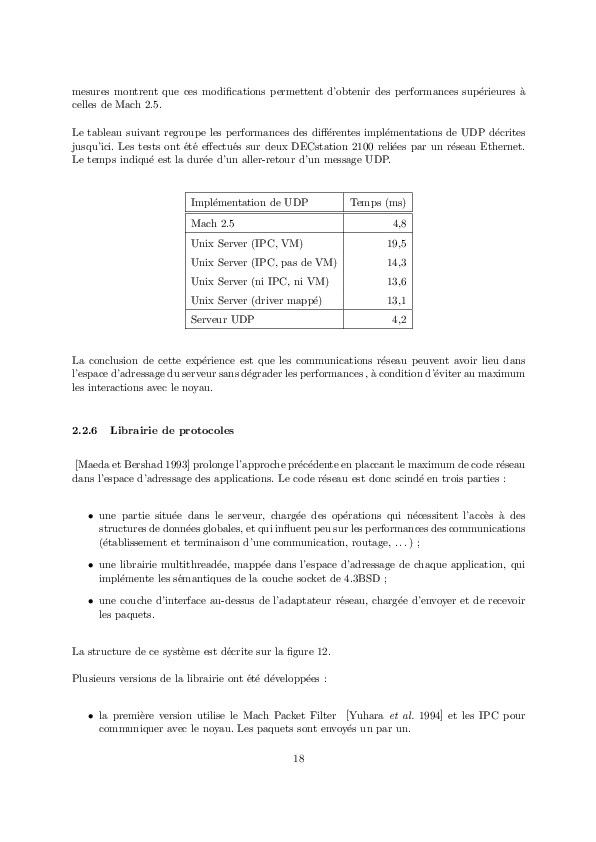 mesures montrent que ces modifications permettent d'obtenir des performances supérieures à
celles de Mach 2.5.
Le tableau suivant regroupe les performances des différentes implémentations de UDP décrites
jusqu'ici. Les tests ont été effectués sur deux DECstation 2100 reliées par un réseau Ethernet.
Le temps indiqué est la durée d'un aller-retour d'un message UDP.
Implémentation de UDP Temps (ms)
Mach 2.5 4,8
Unix Server (IPC, VM) 19,5
Unix Server (IPC, pas de VM) 14,3
Unix Server (ni IPC, ni VM) 13,6
Unix Server (driver mappé) 13,1
Serveur UDP 4,2
La conclusion de cette expérience est que les communications réseau peuvent avoir lieu dans
l'espace d'adressage du serveur sans dégrader les performances, à condition d'éviter au maximum
les interactions avec le noyau.
2.2.6 Librairie de protocoles
[Maeda et Bershad 1993] prolonge l'approche précédente en placcant le maximum de code réseau
dans l'espace d'adressage des applications. Le code réseau est donc scindé en trois parties :
• une partie située dans le serveur, chargée des opérations qui nécessitent l'accès à des
structures de données globales, et qui influent peu sur les performances des communications
(établissement et terminaison d'une communication, routage, ...) ;
• une librairie multithreadée, mappée dans l'espace d'adressage de chaque application, qui
implémente les sémantiques de la couche socket de 4.3BSD ;
• une couche d'interface au-dessus de l'adaptateur réseau, chargée d'envoyer et de recevoir
les paquets.
La structure de ce système est décrite sur la figure 12.
Plusieurs versions de la librairie ont été développées :
• la première version utilise le Mach Packet Filter [Yuhara et al. 1994] et les IPC pour
communiquer avec le noyau. Les paquets sont envoyés un par un.
18